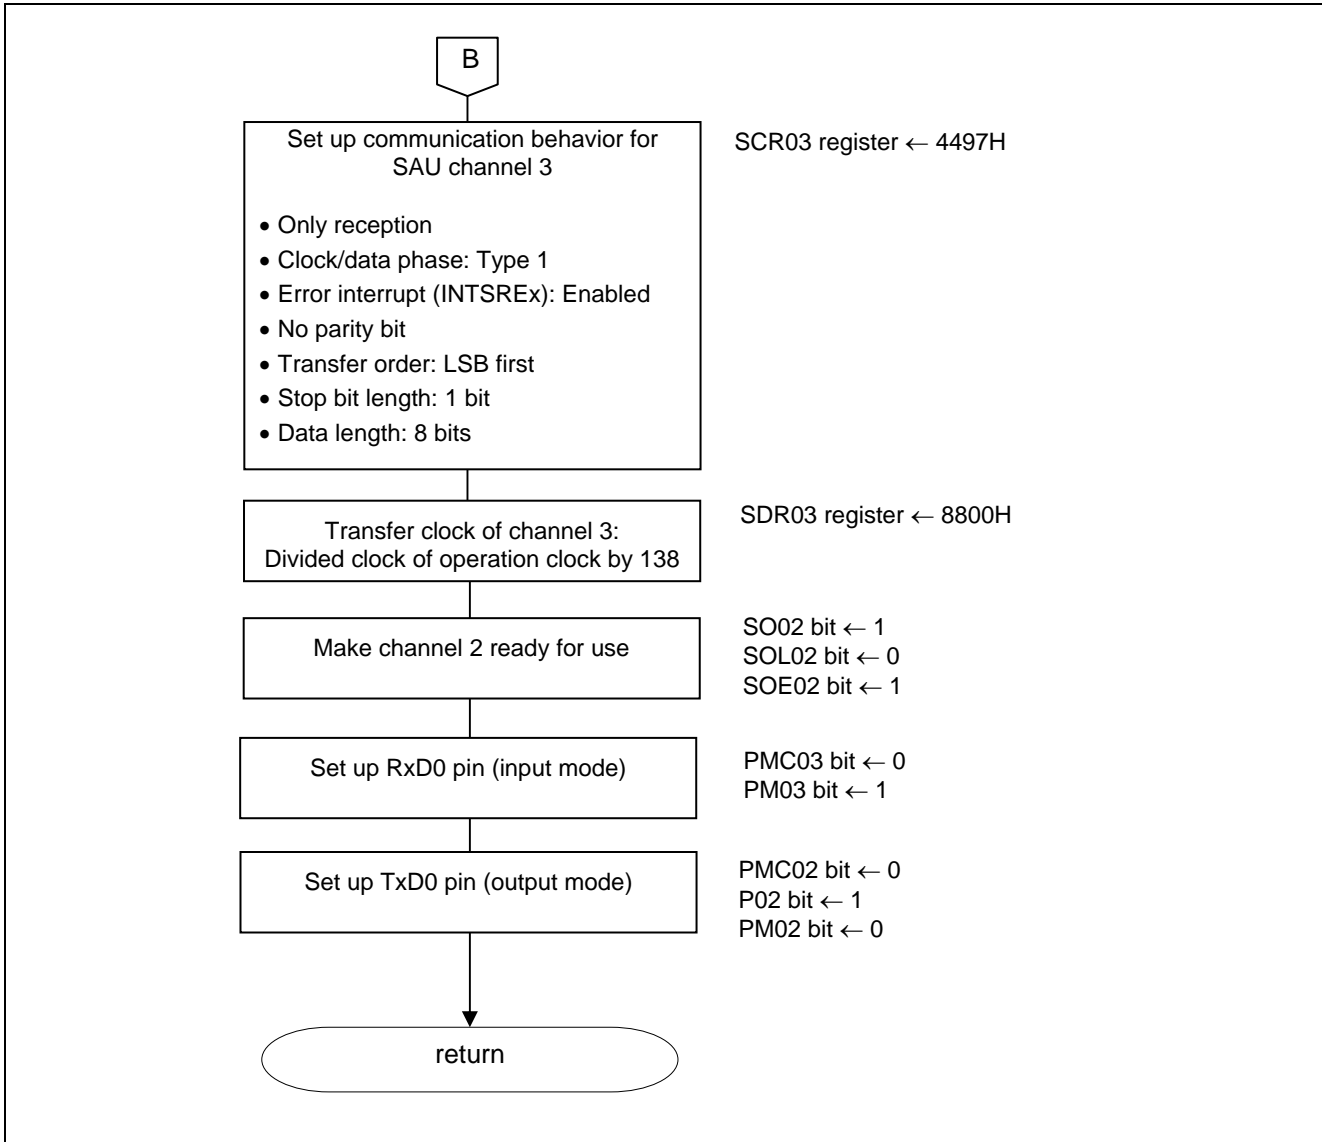 B
Set up communication behavior for
SAU channel 3
SCR03 register ← 4497H
• Only reception
• Clock/data phase: Type 1
• Error interrupt (INTSREx): Enabled
• No parity bit
• Transfer order: LSB first
• Stop bit length: 1 bit
• Data length: 8 bits
Transfer clock of channel 3:
Divided clock of operation clock by 138
SDR03 register ← 8800H
Make channel 2 ready for use
SO02 bit ← 1
SOL02 bit ← 0
SOE02 bit ← 1
Set up RxD0 pin (input mode)
PMC03 bit ← 0
PM03 bit ← 1
Set up TxD0 pin (output mode)
PMC02 bit ← 0
P02 bit ← 1
PM02 bit ← 0
return